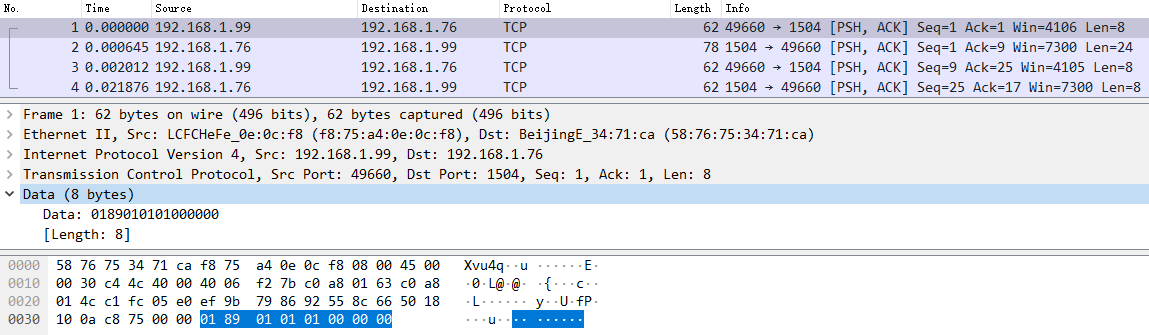 No. Time Source Destination Protocol Length Info
1 0.000000 192.168.1.99 192.168.1.76 TCP 62 49660 → 1504 [PSH, ACK] Seq=1 Ack=1 Win=4106 Len=8
2 0.000645 192.168.1.76 192.168.1.99 TCP 78 1504 → 49660 [PSH, ACK] Seq=1 Ack=9 Win=7300 Len=24
3 0.002012 192.168.1.99 192.168.1.76 TCP 62 49660 → 1504 [PSH, ACK] Seq=9 Ack=25 Win=4105 Len=8
4 0.021876 192.168.1.76 192.168.1.99 TCP 62 1504 → 49660 [PSH, ACK] Seq=25 Ack=17 Win=7300 Len=8
Frame 1: 62 bytes on wire (496 bits), 62 bytes captured (496 bits)
Ethernet II, Src: LCFCHeFe_0e:0c:f8 (f8:75:a4:0e:0c:f8), Dst: BeijingE_34:71:ca (58:76:75:34:71:ca)
Internet Protocol Version 4, Src: 192.168.1.99, Dst: 192.168.1.76
Transmission Control Protocol, Src Port: 49660, Dst Port: 1504, Seq: 1, Ack: 1, Len: 8
Data (8 bytes)
Data: 0189010101000000
[Length: 8]
0000 58 76 75 34 71 ca f8 75 a4 0e 0c f8 08 00 45 00 Xvu4q··u ······E·
0010 00 30 c4 4c 40 00 40 06 f2 7b c0 a8 01 63 c0 a8 ·0·L@·@· ·{···c··
0020 01 4c c1 fc 05 e0 ef 9b 79 86 92 55 8c 66 50 18 ·L······ y··U·fP·
0030 10 0a c8 75 00 00 01 89 01 01 01 00 00 00 ···u···· ······